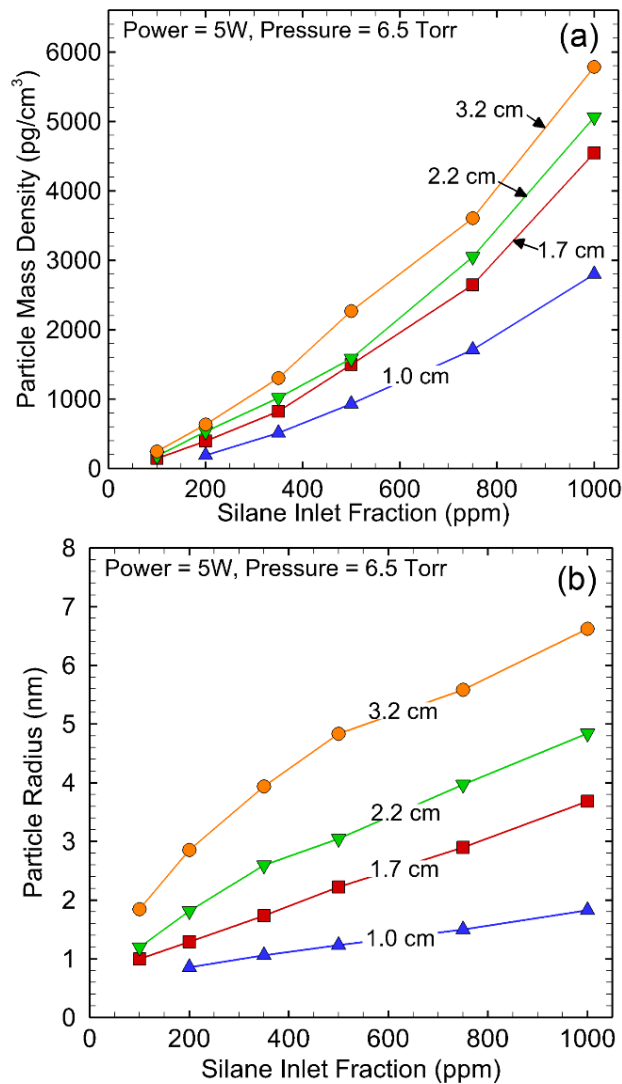 Power = 5W, Pressure = 6.5 Torr
(a)
Particle Mass Density (pg/cm³)
6000
5000
4000
3000
2000
1000
0
3.2 cm
2.2 cm
1.7 cm
1.0 cm
0 200 400 600 800 1000
Silane Inlet Fraction (ppm)
Power = 5W, Pressure = 6.5 Torr
(b)
Particle Radius (nm)
8
7
6
5
4
3
2
1
0
3.2 cm
2.2 cm
1.7 cm
1.0 cm
0 200 400 600 800 1000
Silane Inlet Fraction (ppm)